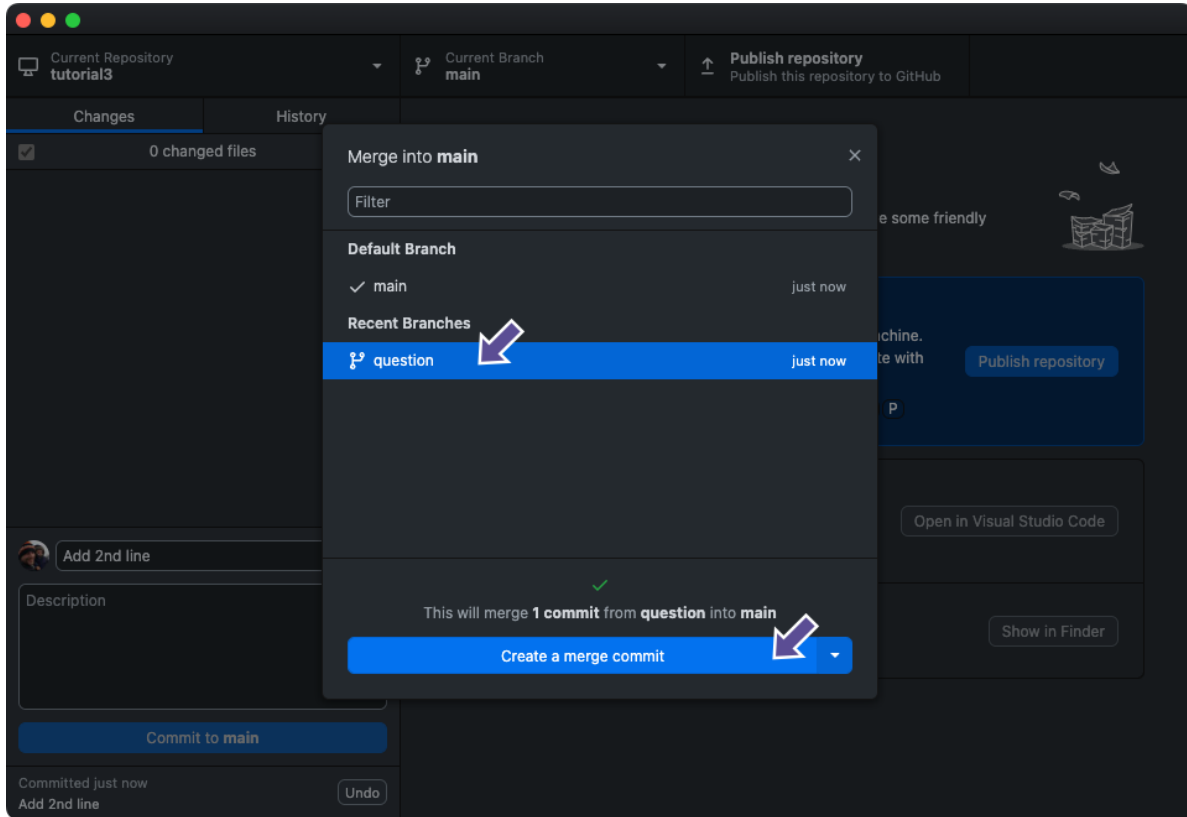 Current Repository
tutorial3
Current Branch
main
Publish repository
Publish this repository to GitHub
Changes
History
0 changed files
Merge into main
Filter
Default Branch
main
just now
Recent Branches
question
just now
This will merge 1 commit from question into main
Create a merge commit
e some friendly
chine.
te with
Publish repository
P
Open in Visual Studio Code
Show in Finder
Add 2nd line
Description
Commit to main
Committed just now
Add 2nd line
Undo